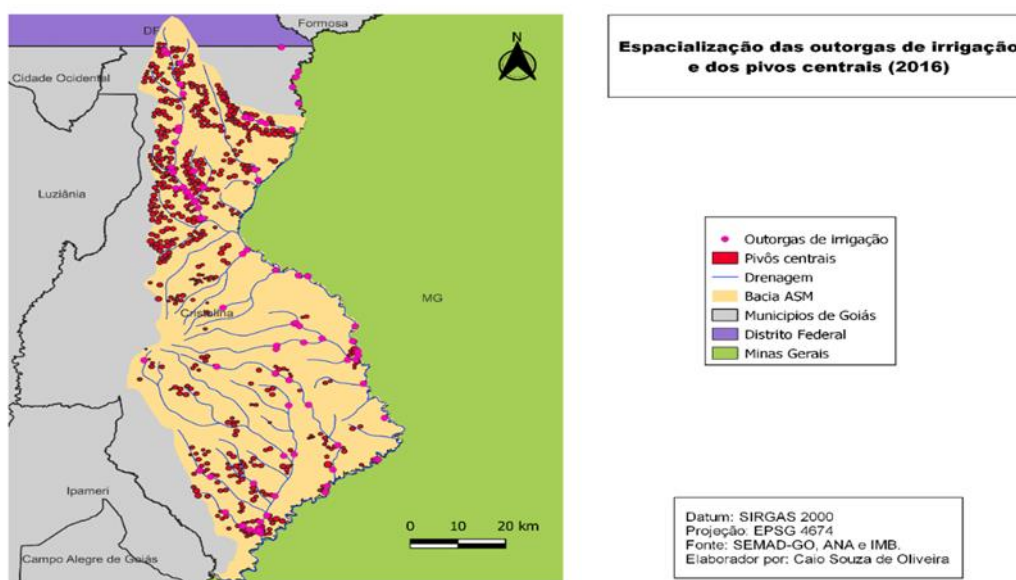 Formosa
DF
N
Cidade Ocidental
Luziânia
MG
Cristalina
Ipameri
Campo Alegre de Goiás
0 10 20 km
Espacialização das outorgas de irrigação
e dos pivos centrais (2016)
Outorgas de irrigação
Pivôs centrais
Drenagem
Bacia ASM
Municipios de Goiás
Distrito Federal
Minas Gerais
Datum: SIRGAS 2000
Projeção: EPSG 4674
Fonte: SEMAD-GO, ANA e IMB.
Elaborador por: Caio Souza de Oliveira